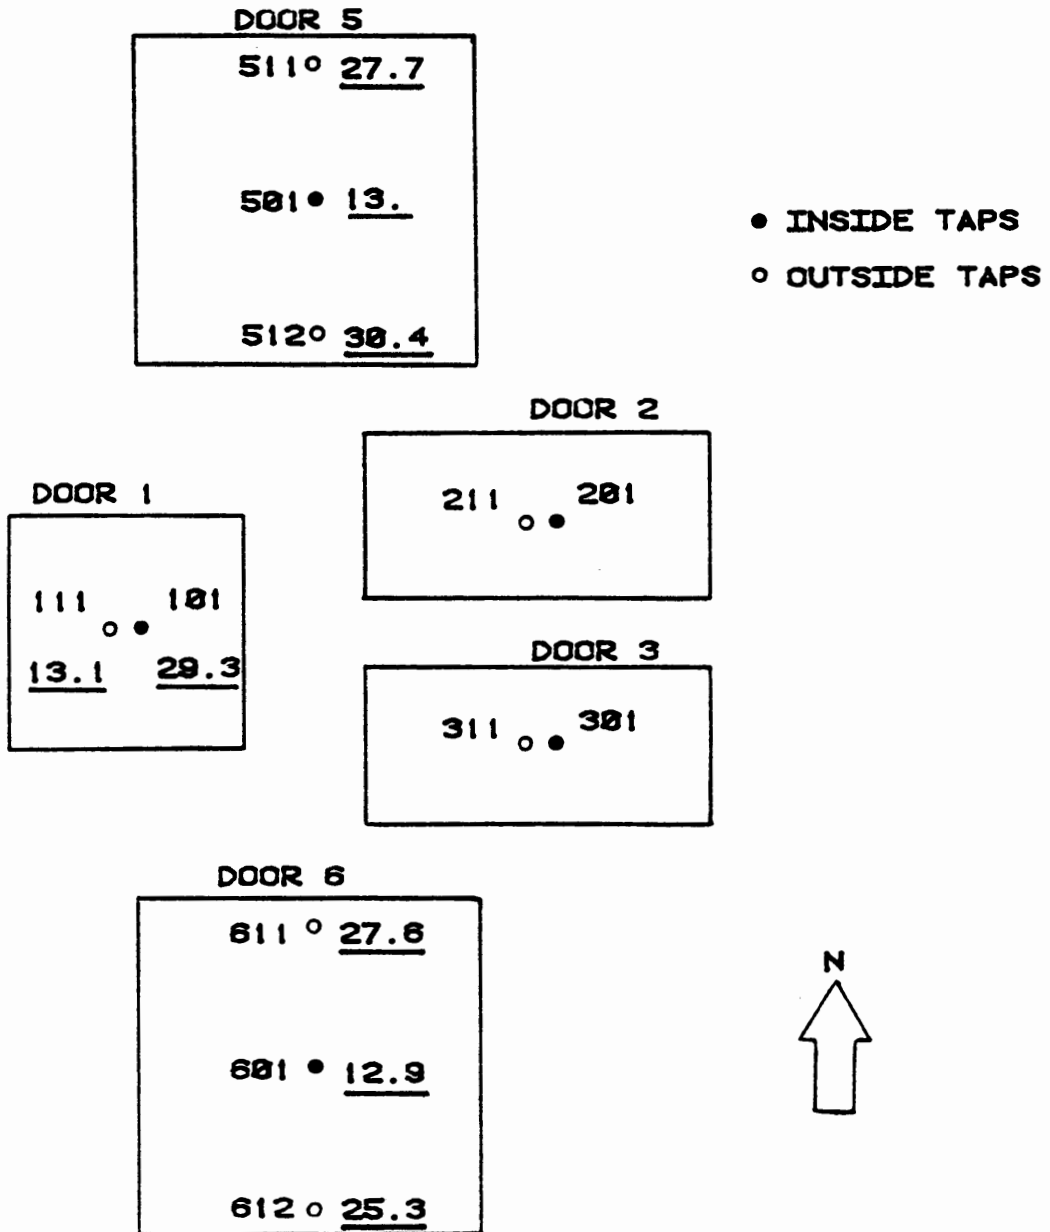 DOOR 5
511 27.7
501 13.
512 30.4
INSIDE TAPS
OUTSIDE TAPS
DOOR 2
211 201
DOOR 1
111 101
13.1 29.3
DOOR 3
311 301
DOOR 6
611 27.6
601 12.9
612 25.3
N